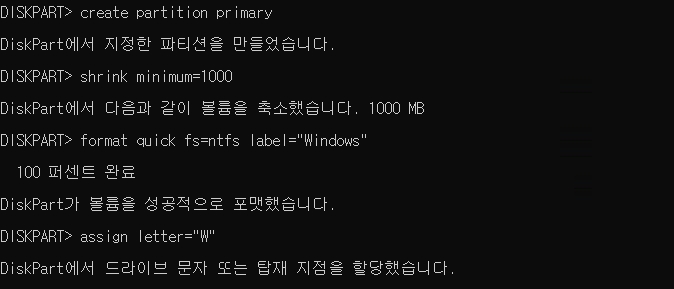 DISKPART> create partition primary
DiskPart에서 지정한 파티션을 만들었습니다.
DISKPART> shrink minimum=1000
DiskPart에서 다음과 같이 볼륨을 축소했습니다. 1000 MB
DISKPART> format quick fs=ntfs label="Windows"
100 퍼센트 완료
DiskPart가 볼륨을 성공적으로 포맷했습니다.
DISKPART> assign letter="W"
DiskPart에서 드라이브 문자 또는 탑재 지점을 할당했습니다.